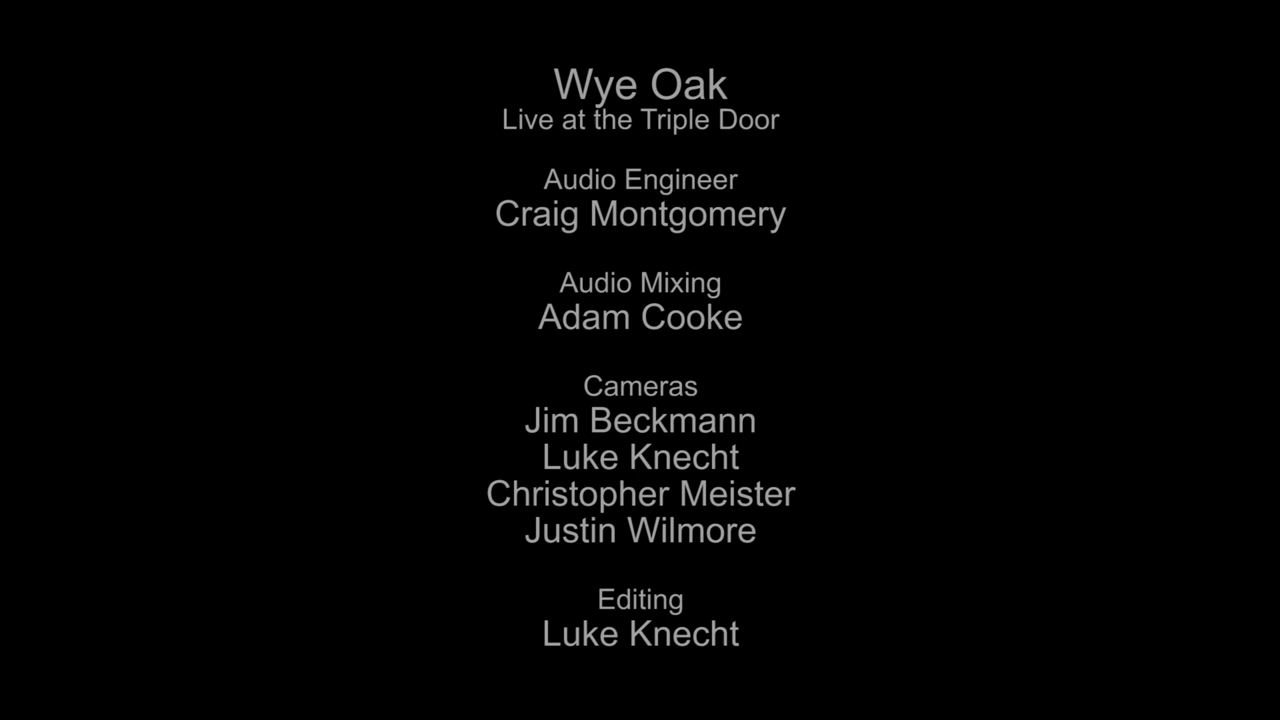 Wye Oak
Live at the Triple Door
Audio Engineer
Craig Montgomery
Audio Mixing
Adam Cooke
Cameras
Jim Beckmann
Luke Knecht
Christopher Meister
Justin Wilmore
Editing
Luke Knecht